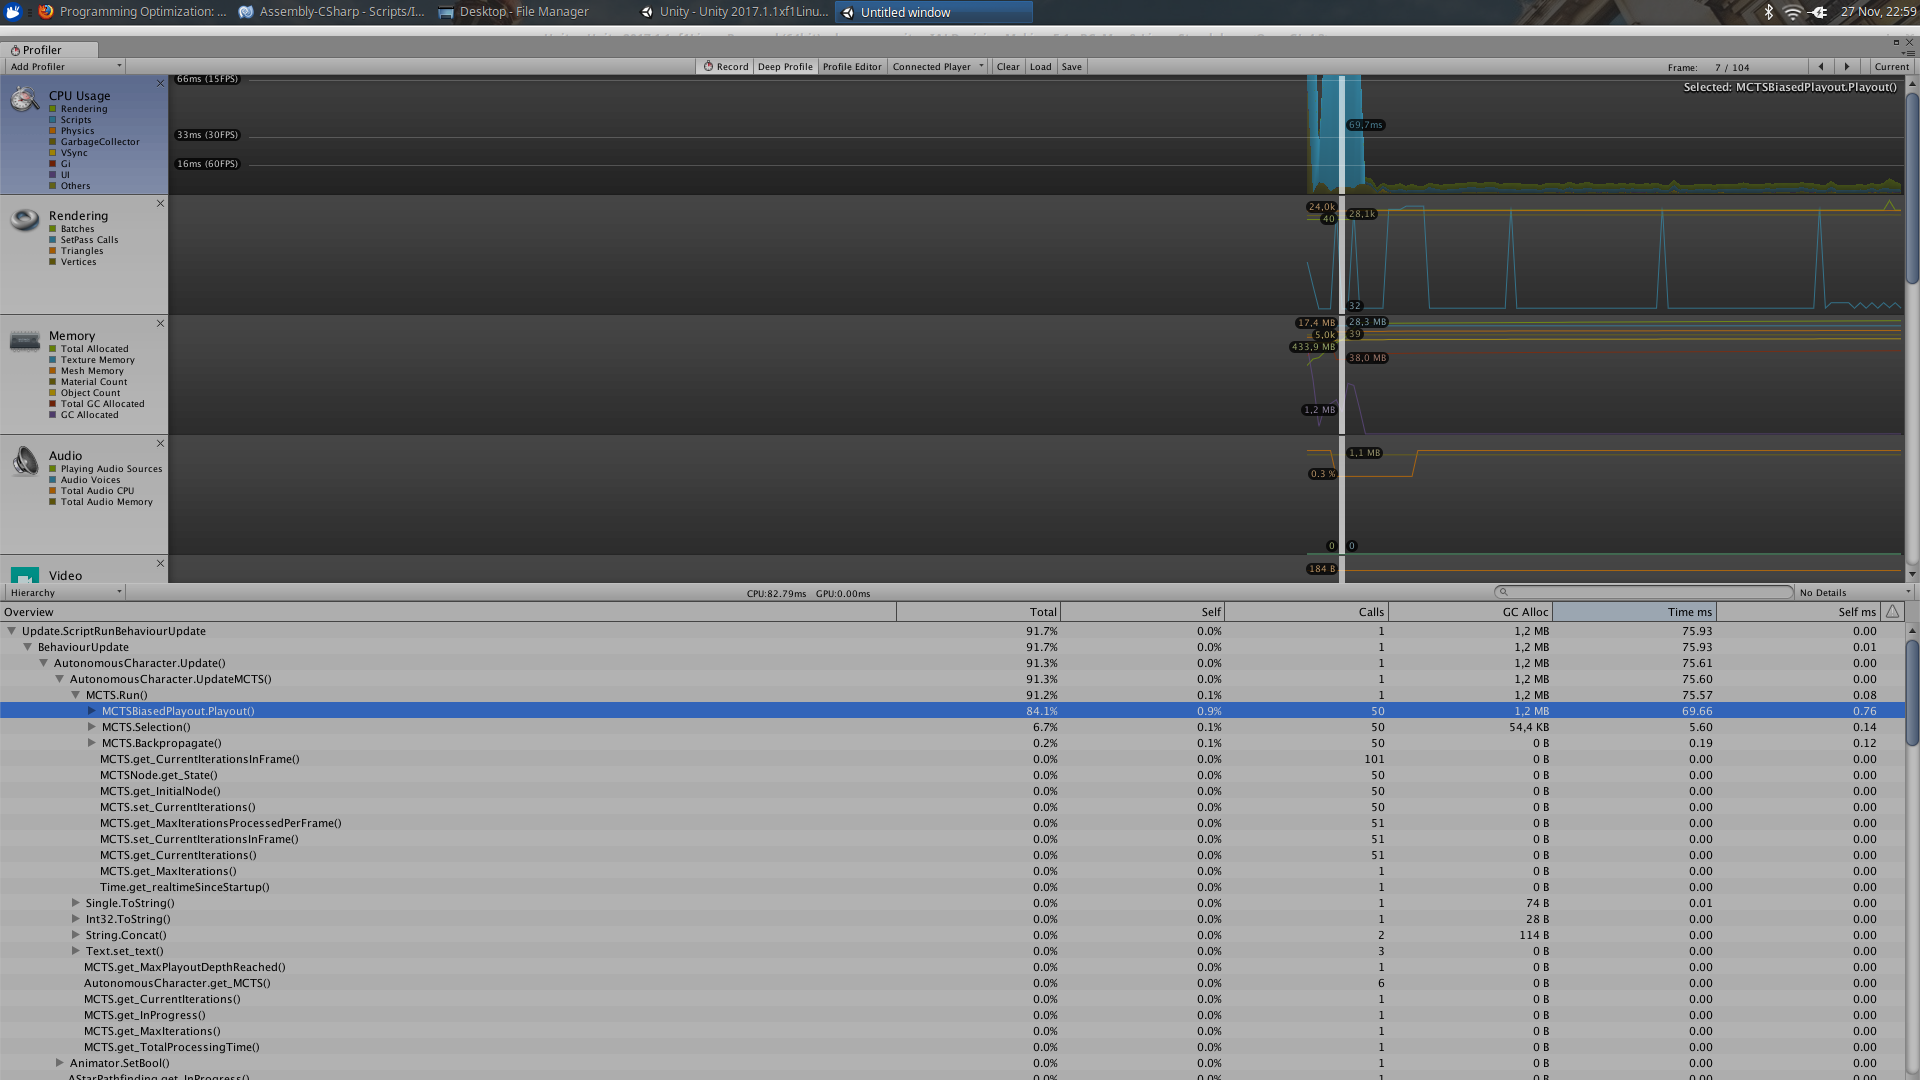 Programming Optimization: ... Assembly-CSharp - Scripts/I... Desktop - File Manager Unity - Unity 2017.1.1xf1Linu... Untitled window 27 Nov, 22:59
Profiler
Add Profiler Record Deep Profile Profile Editor Connected Player Clear Load Save Frame: 7 / 104 Current
Selected: MCTSBiasedPlayout.Playout()
CPU Usage
Rendering
Scripts
Physics
GarbageCollector
VSync
Gi
UI
Others
66ms (15FPS)
33ms (30FPS)
16ms (60FPS)
69,7ms
Rendering
Batches
SetPass Calls
Triangles
Vertices
24,0k
40
28,1k
32
Memory
Total Allocated
Texture Memory
Mesh Memory
Material Count
Object Count
Total GC Allocated
GC Allocated
17,4 MB 28,3 MB
5,0k 39
433,9 MB
38,0 MB
1,2 MB
Audio
Playing Audio Sources
Audio Voices
Total Audio CPU
Total Audio Memory
1,1 MB
0.3 %
0 0
Video
184 B
Hierarchy CPU:82.79ms GPU:0.00ms No Details
Overview Total Self Calls GC Alloc Time ms Self ms
Update.ScriptRunBehaviourUpdate 91.7% 0.0% 1 1,2 MB 75.93 0.00
BehaviourUpdate 91.7% 0.0% 1 1,2 MB 75.93 0.01
AutonomousCharacter.Update() 91.3% 0.0% 1 1,2 MB 75.61 0.00
AutonomousCharacter.UpdateMCTS() 91.3% 0.0% 1 1,2 MB 75.60 0.00
MCTS.Run() 91.2% 0.1% 1 1,2 MB 75.57 0.08
MCTSBiasedPlayout.Playout() 84.1% 0.9% 50 1,2 MB 69.66 0.76
MCTS.Selection() 6.7% 0.1% 50 54,4 KB 5.60 0.14
MCTS.Backpropagate() 0.2% 0.1% 50 0 B 0.19 0.12
MCTS.get_CurrentIterationsInFrame() 0.0% 0.0% 101 0 B 0.00 0.00
MCTSNode.get_State() 0.0% 0.0% 50 0 B 0.00 0.00
MCTS.get_InitialNode() 0.0% 0.0% 50 0 B 0.00 0.00
MCTS.set_CurrentIterations() 0.0% 0.0% 50 0 B 0.00 0.00
MCTS.get_MaxIterationsProcessedPerFrame() 0.0% 0.0% 51 0 B 0.00 0.00
MCTS.set_CurrentIterationsInFrame() 0.0% 0.0% 51 0 B 0.00 0.00
MCTS.get_CurrentIterations() 0.0% 0.0% 51 0 B 0.00 0.00
MCTS.get_MaxIterations() 0.0% 0.0% 1 0 B 0.00 0.00
Time.get_realtimeSinceStartup() 0.0% 0.0% 1 0 B 0.00 0.00
Single.ToString() 0.0% 0.0% 1 74 B 0.01 0.00
Int32.ToString() 0.0% 0.0% 1 28 B 0.00 0.00
String.Concat() 0.0% 0.0% 2 114 B 0.00 0.00
Text.set_text() 0.0% 0.0% 3 0 B 0.00 0.00
MCTS.get_MaxPlayoutDepthReached() 0.0% 0.0% 1 0 B 0.00 0.00
AutonomousCharacter.get_MCTS() 0.0% 0.0% 6 0 B 0.00 0.00
MCTS.get_CurrentIterations() 0.0% 0.0% 1 0 B 0.00 0.00
MCTS.get_InProgress() 0.0% 0.0% 1 0 B 0.00 0.00
MCTS.get_MaxIterations() 0.0% 0.0% 1 0 B 0.00 0.00
MCTS.get_TotalProcessingTime() 0.0% 0.0% 1 0 B 0.00 0.00
Animator.SetBool() 0.0% 0.0% 1 0 B 0.00 0.00
AStarPathfinding.get_InProgress() 0.0% 0.0% 1 0 B 0.00 0.00